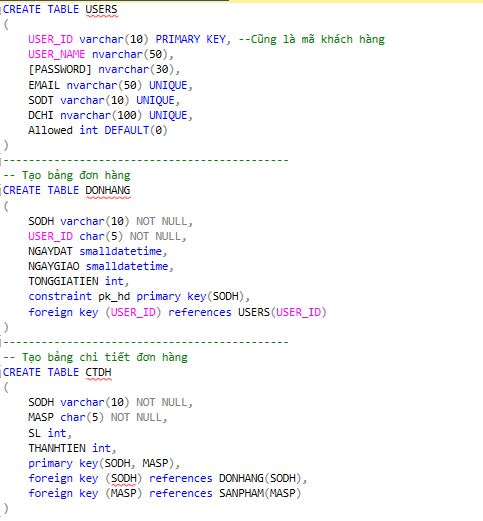 CREATE TABLE USERS
(
USER_ID varchar(10) PRIMARY KEY, --Cũng là mã khách hàng
USER_NAME nvarchar(50),
[PASSWORD] nvarchar(30),
EMAIL nvarchar(50) UNIQUE,
SODT varchar(10) UNIQUE,
DCHI nvarchar(100) UNIQUE,
Allowed int DEFAULT(0)
)
--------------------------------------------
-- Tạo bảng đơn hàng
CREATE TABLE DONHANG
(
SODH varchar(10) NOT NULL,
USER_ID char(5) NOT NULL,
NGAYDAT smalldatetime,
NGAYGIAO smalldatetime,
TONGGIATIEN int,
constraint pk_hd primary key(SODH),
foreign key (USER_ID) references USERS(USER_ID)
)
--------------------------------------------
-- Tạo bảng chi tiết đơn hàng
CREATE TABLE CTDH
(
SODH varchar(10) NOT NULL,
MASP char(5) NOT NULL,
SL int,
THANHTIEN int,
primary key(SODH, MASP),
foreign key (SODH) references DONHANG(SODH),
foreign key (MASP) references SANPHAM(MASP)
)